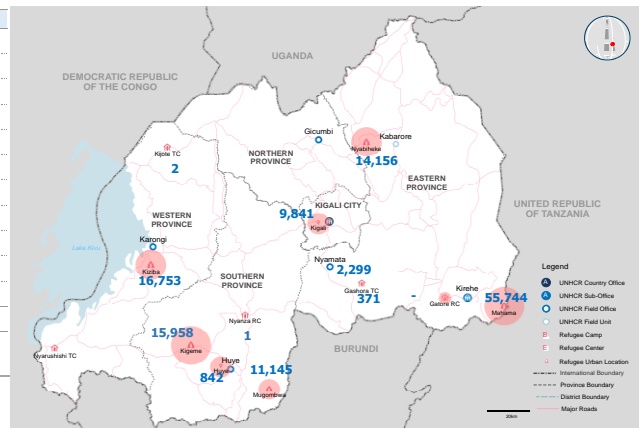 UGANDA
DEMOCRATIC REPUBLIC
OF THE CONGO
Gicumbi
Kabarore
Nyabiheke
14,156
Kijote TC
2
NORTHERN
PROVINCE
EASTERN
PROVINCE
UNITED REPUBLIC
OF TANZANIA
KIGALI CITY
9,841
Kigali
WESTERN
PROVINCE
Lake Kivu
Karongi
Kiziba
16,753
Nyamata
2,299
Gashora TC
371
-
Kirehe
Gatore RC
55,744
Mahama
SOUTHERN
PROVINCE
Nyanza RC
1
15,958
Kigeme
Nyarushishi TC
Huye
Huye
842
11,145
Mugombwa
BURUNDI
Legend
UNHCR Country Office
UNHCR Sub-Office
UNHCR Field Office
UNHCR Field Unit
Refugee Camp
Refugee Center
Refugee Urban Location
International Boundary
Province Boundary
District Boundary
Major Roads
20km